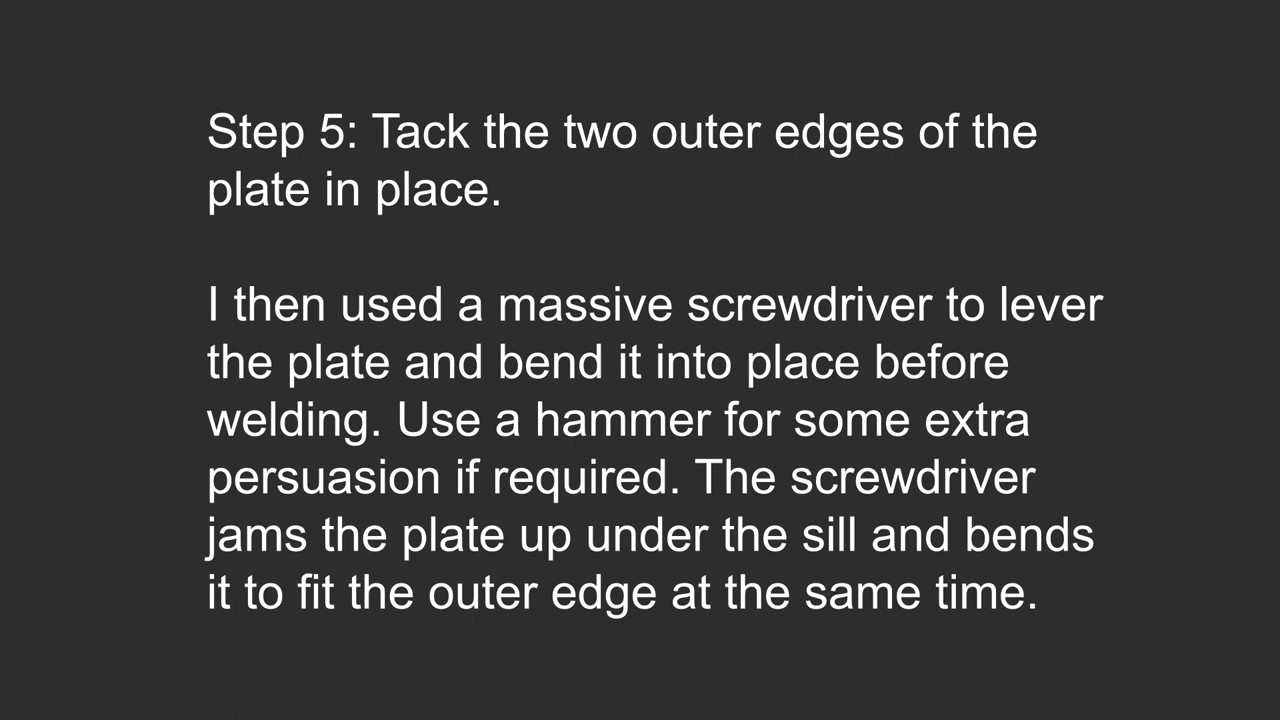 Step 5: Tack the two outer edges of the
plate in place.
I then used a massive screwdriver to lever
the plate and bend it into place before
welding. Use a hammer for some extra
persuasion if required. The screwdriver
jams the plate up under the sill and bends
it to fit the outer edge at the same time.